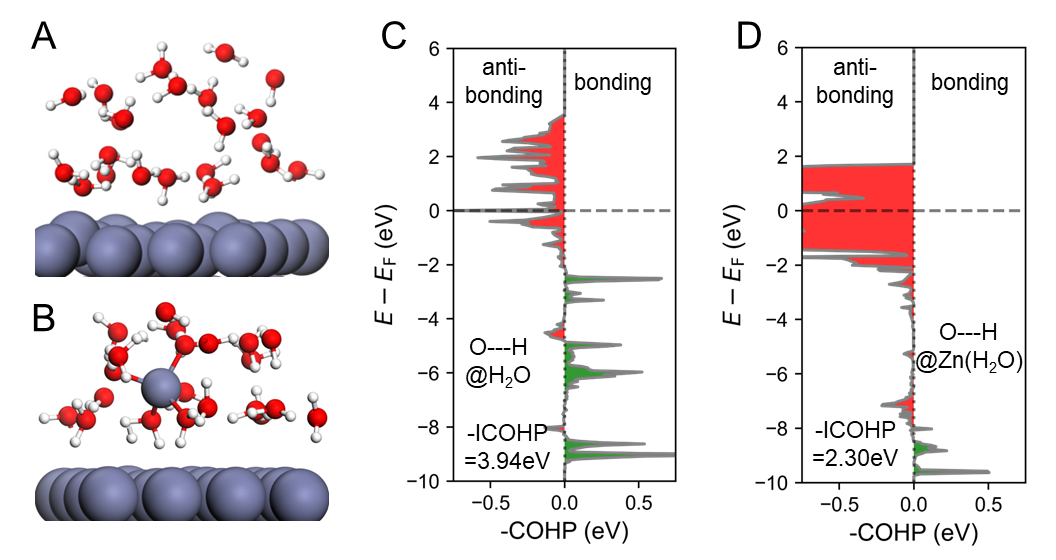 A
B
C
6
4
2
0
−2
−4
−6
−8
−10
E − E_F (eV)
anti-
bonding
bonding
O---H
@H₂O
-ICOHP
=3.94eV
−0.5
0.0
0.5
-COHP (eV)
D
6
4
2
0
−2
−4
−6
−8
−10
E − E_F (eV)
anti-
bonding
bonding
O---H
@Zn(H₂O)
-ICOHP
=2.30eV
−0.5
0.0
0.5
-COHP (eV)